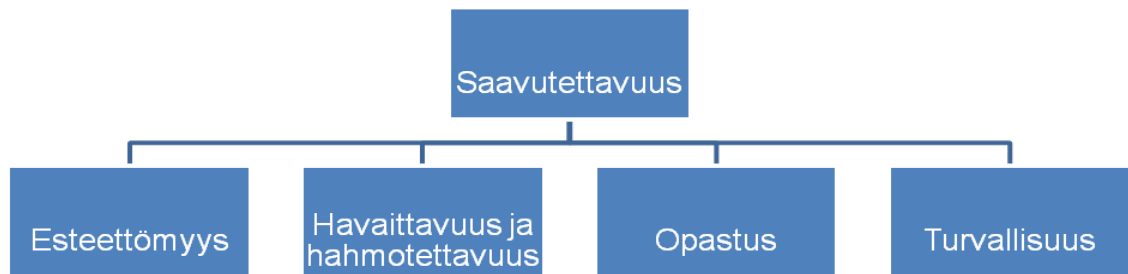 Saavutettavuus
Esteettömyys
Havaittavuus ja
hahmotettavuus
Opastus
Turvallisuus